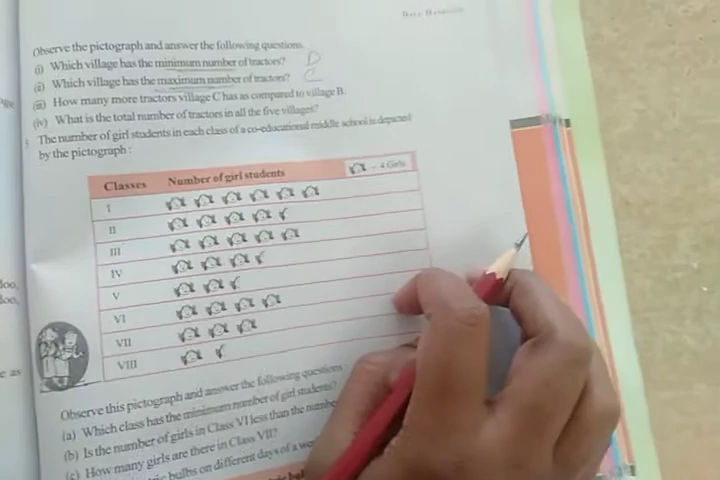 Observe the pictograph and answer the following questions.
(i) Which village has the minimum number of tractors? D
(ii) Which village has the maximum number of tractors? C
(iii) How many more tractors village C has as compared to village B.
(iv) What is the total number of tractors in all the five villages?
The number of girl students in each class of a co-educational middle school is depicted
by the pictograph :
Classes Number of girl students - 4 Girls
I
II
III
IV
V
VI
VII
VIII
Observe this pictograph and answer the following questions
(a) Which class has the minimum number of girl students?
(b) Is the number of girls in Class VI less than the number
(c) How many girls are there in Class VII?
bulbs on different days of a